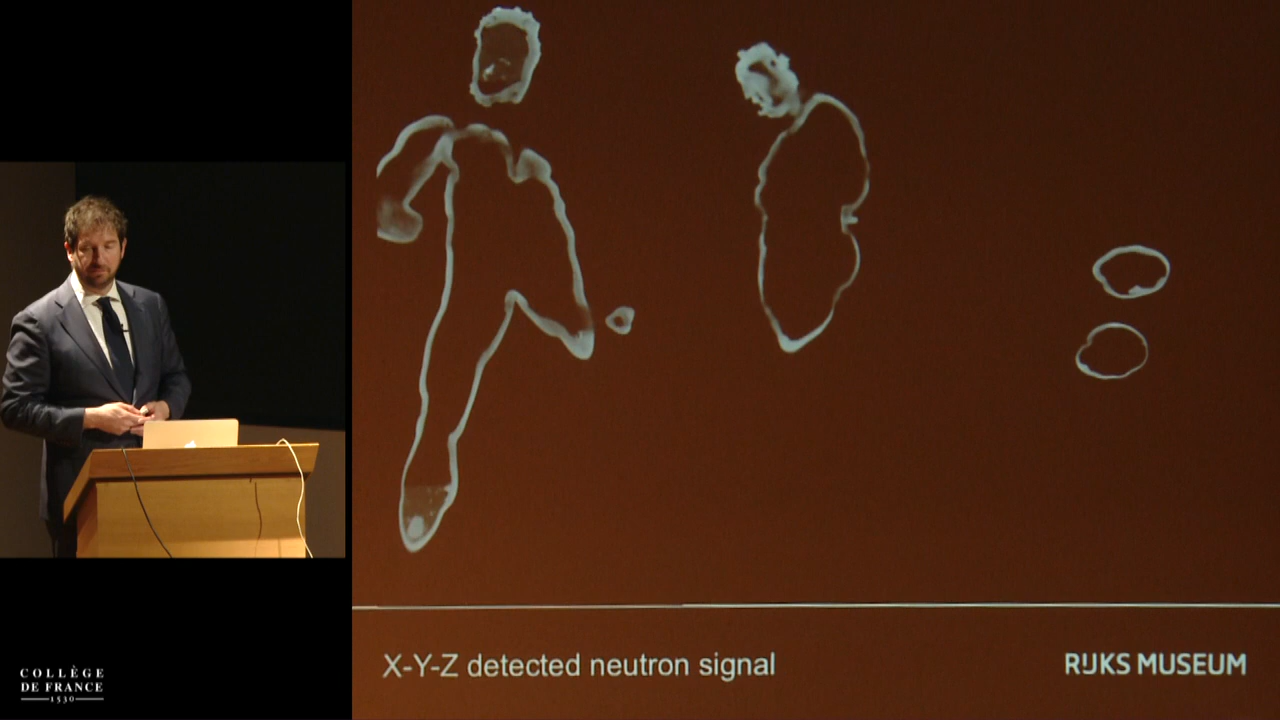 X-Y-Z detected neutron signal
RIJKS MUSEUM
COLLÈGE
DE FRANCE
1530